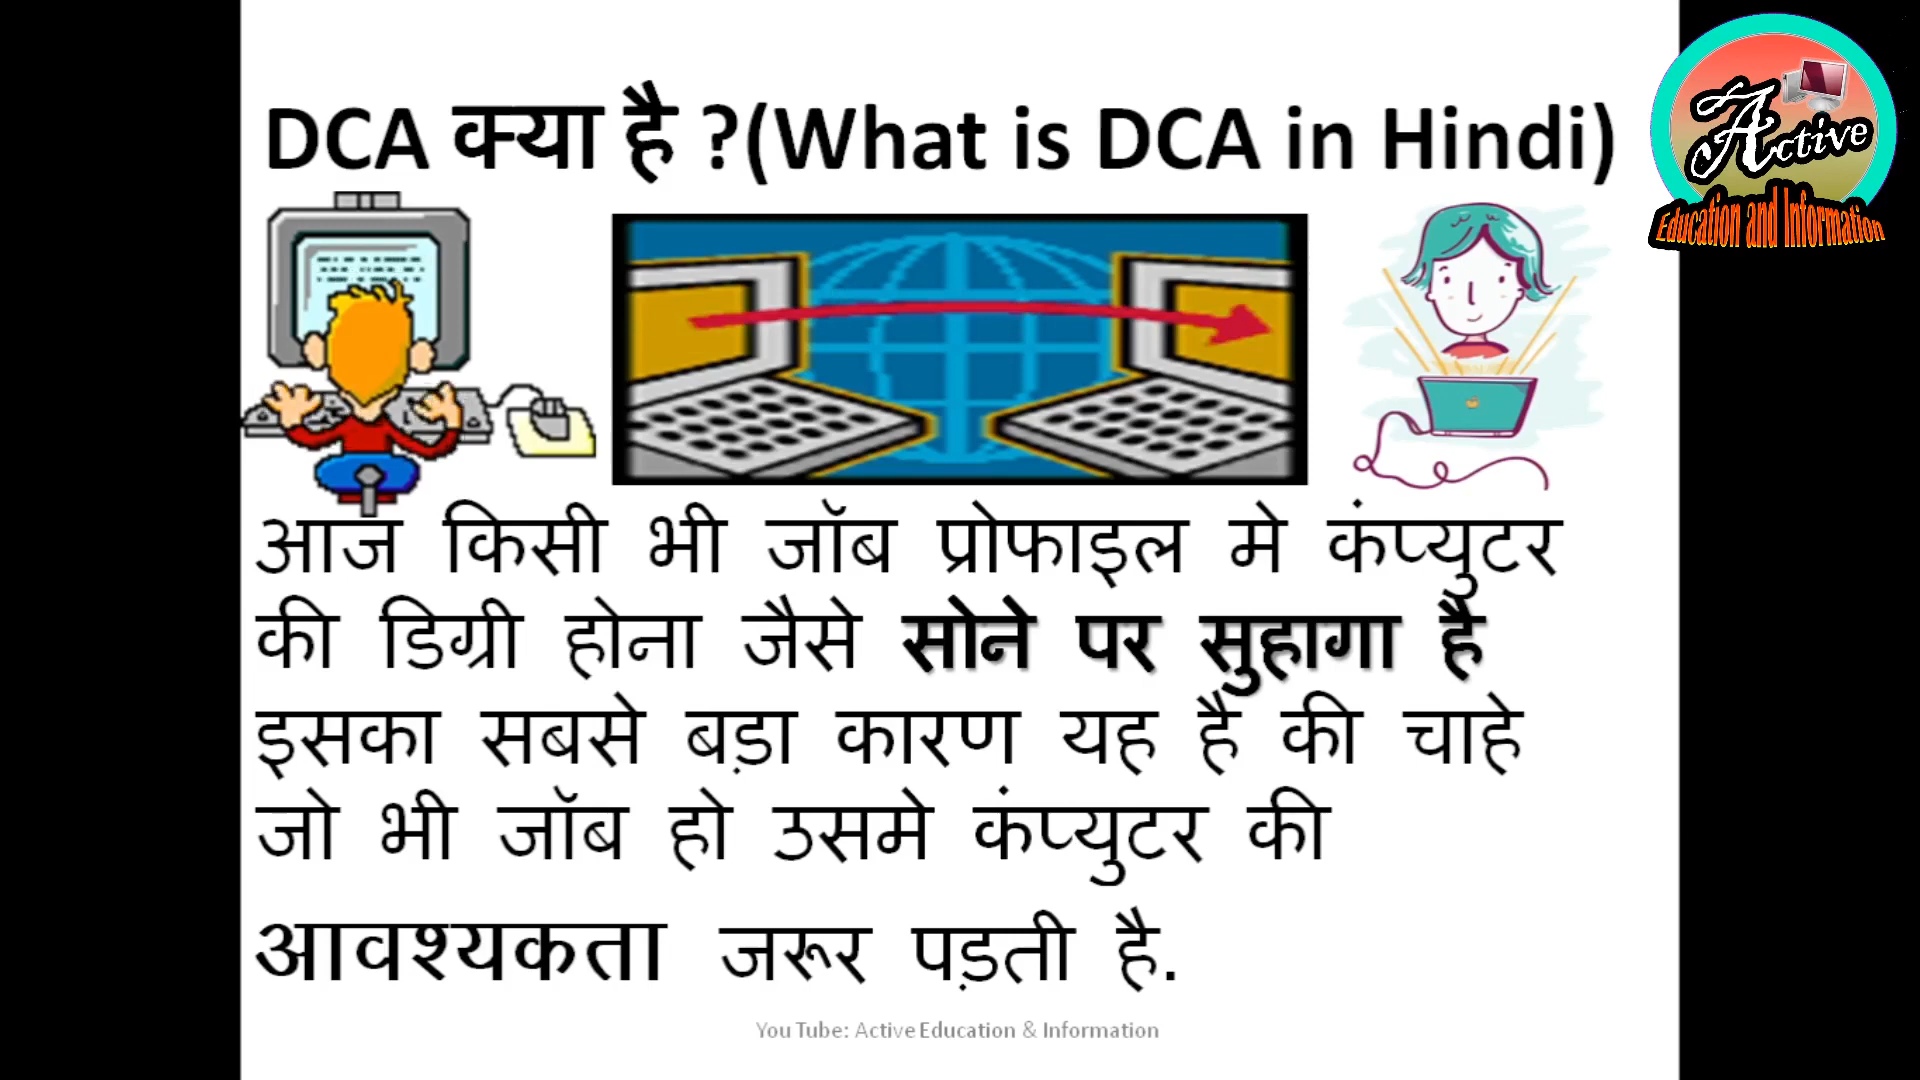 DCA क्या है ?(What is DCA in Hindi)
Active
Education and Information
आज किसी भी जॉब प्रोफाइल मे कंप्युटर
की डिग्री होना जैसे सोने पर सुहागा है
इसका सबसे बड़ा कारण यह है की चाहे
जो भी जॉब हो उसमे कंप्युटर की
आवश्यकता जरूर पड़ती है.
You Tube: Active Education & Information